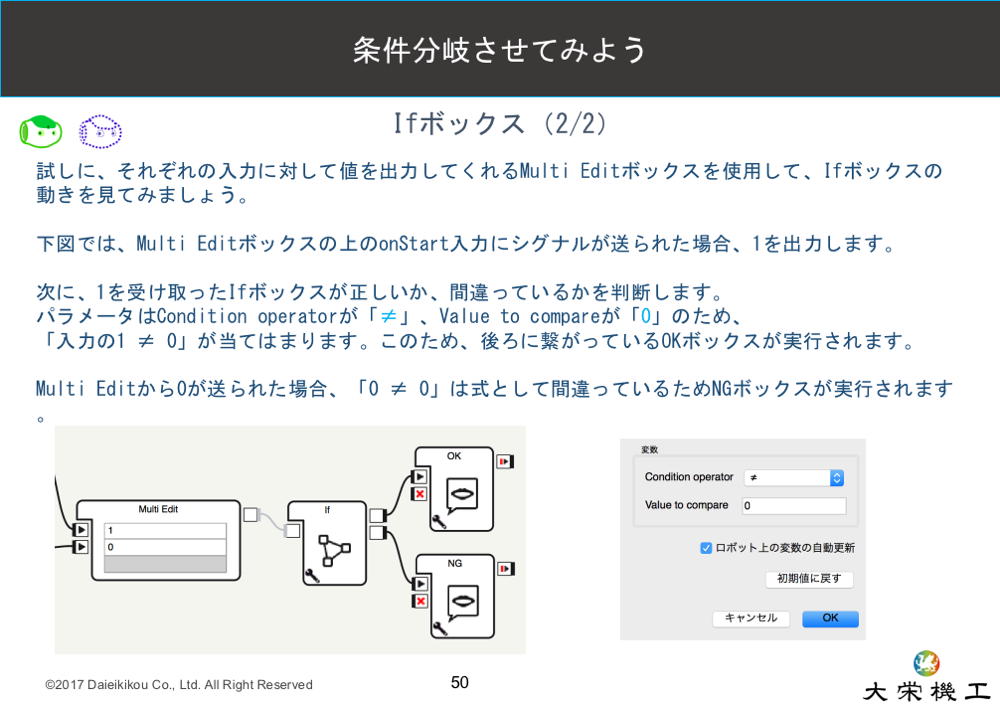 条件分岐させてみよう
Ifボックス（2/2）
試しに、それぞれの入力に対して値を出力してくれるMulti Editボックスを使用して、Ifボックスの
動きを見てみましょう。
下図では、Multi Editボックスの上のonStart入力にシグナルが送られた場合、1を出力します。
次に、1を受け取ったIfボックスが正しいか、間違っているかを判断します。
パラメータはCondition operatorが「≠」、Value to compareが「0」のため、
「入力の1 ≠ 0」が当てはまります。このため、後ろに繋がっているOKボックスが実行されます。
Multi Editから0が送られた場合、「0 ≠ 0」は式として間違っているためNGボックスが実行されます
。
Multi Edit
1
0
If
OK
NG
変数
Condition operator ≠
Value to compare 0
ロボット上の変数の自動更新
初期値に戻す
キャンセル OK
©2017 Daieikikou Co., Ltd. All Right Reserved
50
大栄機工